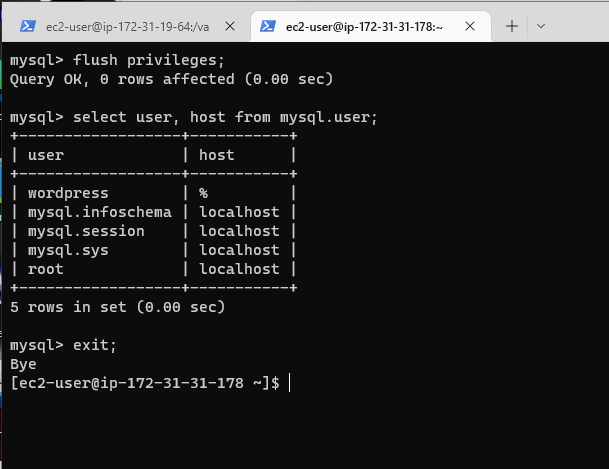 ec2-user@ip-172-31-19-64:/va
ec2-user@ip-172-31-31-178:~
mysql> flush privileges;
Query OK, 0 rows affected (0.00 sec)
mysql> select user, host from mysql.user;
+------------------+-----------+
| user             | host      |
+------------------+-----------+
| wordpress        | %         |
| mysql.infoschema | localhost |
| mysql.session    | localhost |
| mysql.sys        | localhost |
| root             | localhost |
+------------------+-----------+
5 rows in set (0.00 sec)
mysql> exit;
Bye
[ec2-user@ip-172-31-31-178 ~]$